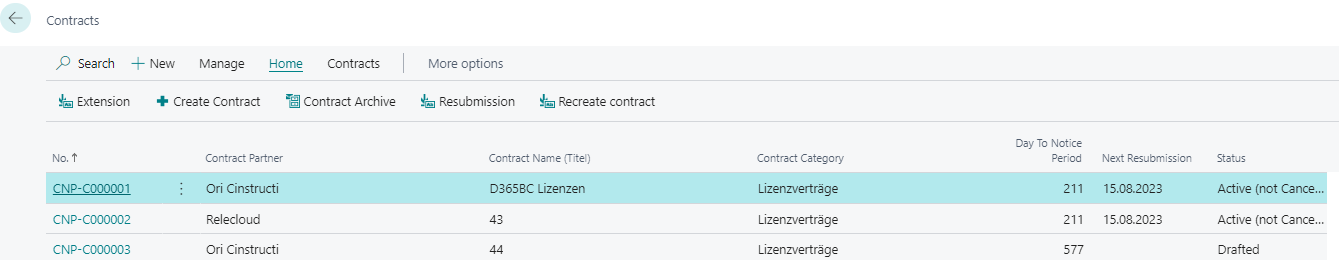 Contracts
Search New Manage Home Contracts More options
Extension Create Contract Contract Archive Resubmission Recreate contract
Day To Notice
No. ↑ Contract Partner Contract Name (Titel) Contract Category Period Next Resubmission Status
CNP-C000001 Ori Cinstructi D365BC Lizenzen Lizenzverträge 211 15.08.2023 Active (not Cance...
CNP-C000002 Relecloud 43 Lizenzverträge 211 15.08.2023 Active (not Cance...
CNP-C000003 Ori Cinstructi 44 Lizenzverträge 577 Drafted